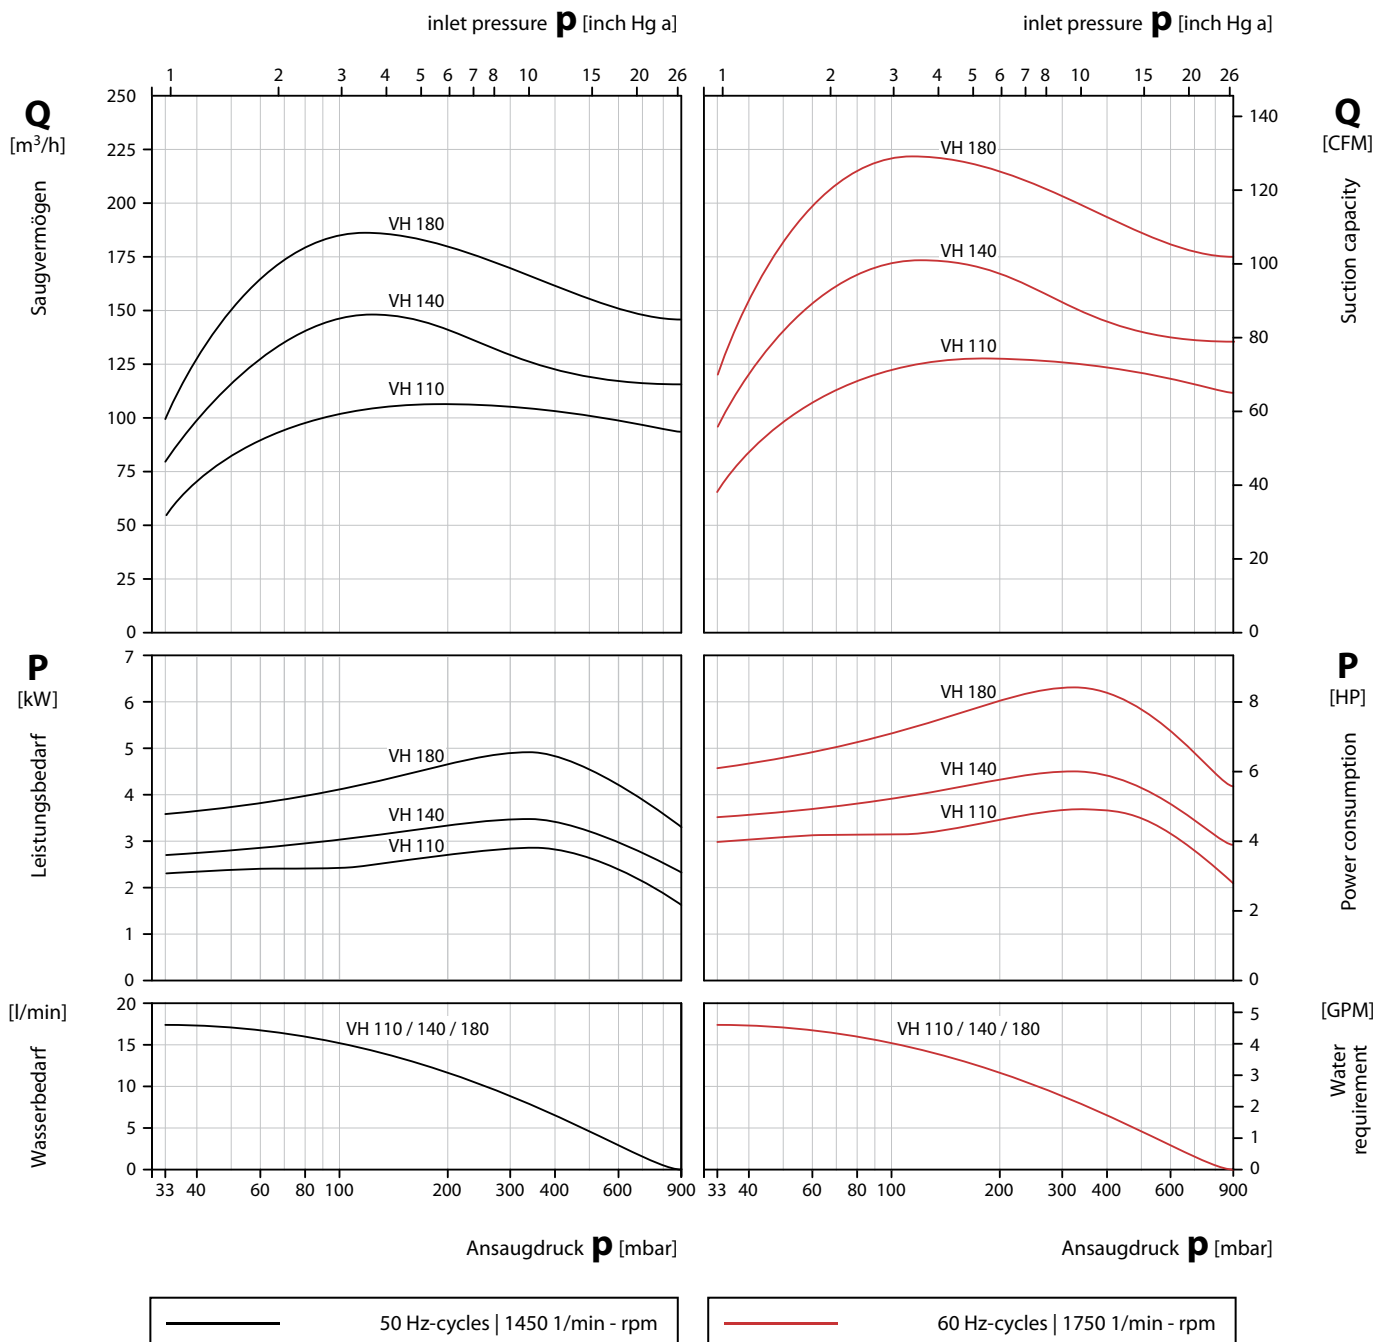 inlet pressure p [inch Hg a]
inlet pressure p [inch Hg a]
1 2 3 4 5 6 7 8 10 15 20 26
1 2 3 4 5 6 7 8 10 15 20 26
Q
[m³/h]
Saugvermögen
250
225
200
175
150
125
100
75
50
25
0
VH 180
VH 140
VH 110
VH 180
VH 140
VH 110
140
120
100
80
60
40
20
0
Q
[CFM]
Suction capacity
P
[kW]
Leistungsbedarf
7
6
5
4
3
2
1
0
VH 180
VH 140
VH 110
VH 180
VH 140
VH 110
8
6
4
2
0
P
[HP]
Power consumption
[l/min]
Wasserbedarf
20
15
10
5
0
VH 110 / 140 / 180
VH 110 / 140 / 180
5
4
3
2
1
0
[GPM]
Water
requirement
33 40 60 80 100 200 300 400 600 900
33 40 60 80 100 200 300 400 600 900
Ansaugdruck p [mbar]
Ansaugdruck p [mbar]
50 Hz-cycles | 1450 1/min - rpm
60 Hz-cycles | 1750 1/min - rpm